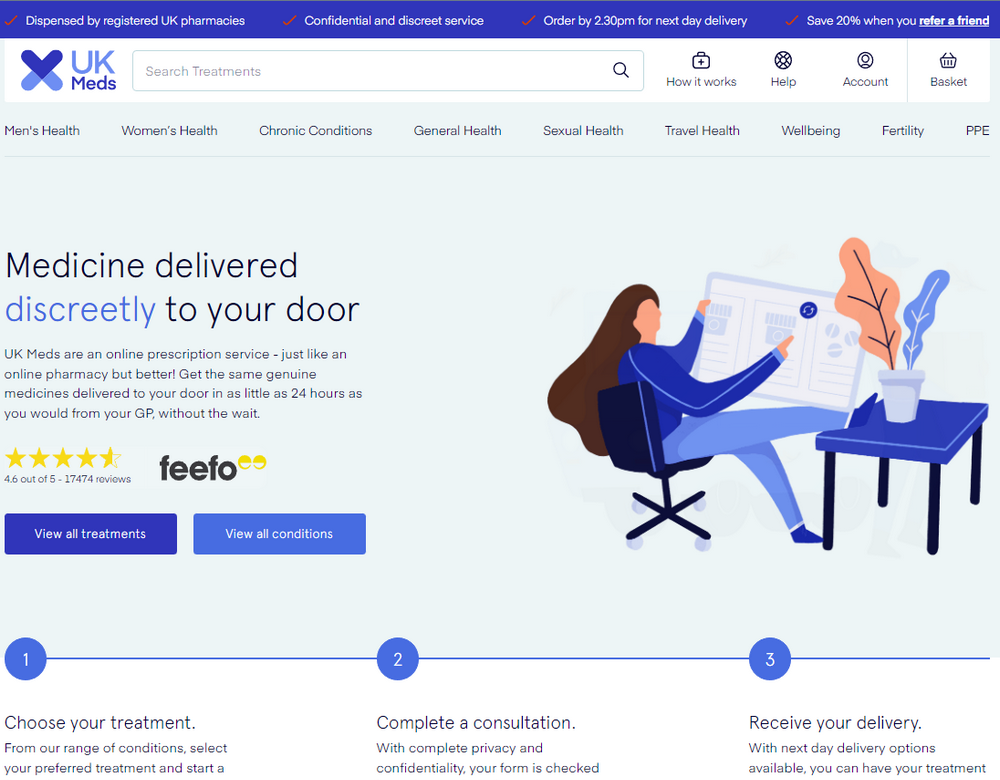 Dispensed by registered UK pharmacies
Confidential and discreet service
Order by 2.30pm for next day delivery
Save 20% when you refer a friend
UK
Meds
Search Treatments
How it works
Help
Account
Basket
Men's Health
Women's Health
Chronic Conditions
General Health
Sexual Health
Travel Health
Wellbeing
Fertility
PPE
Medicine delivered
discreetly to your door
UK Meds are an online prescription service - just like an
online pharmacy but better! Get the same genuine
medicines delivered to your door in as little as 24 hours as
you would from your GP, without the wait.
4.6 out of 5 - 17474 reviews
feefo
View all treatments
View all conditions
1
2
3
Choose your treatment.
From our range of conditions, select
your preferred treatment and start a
Complete a consultation.
With complete privacy and
confidentiality, your form is checked
Receive your delivery.
With next day delivery options
available, you can have your treatment